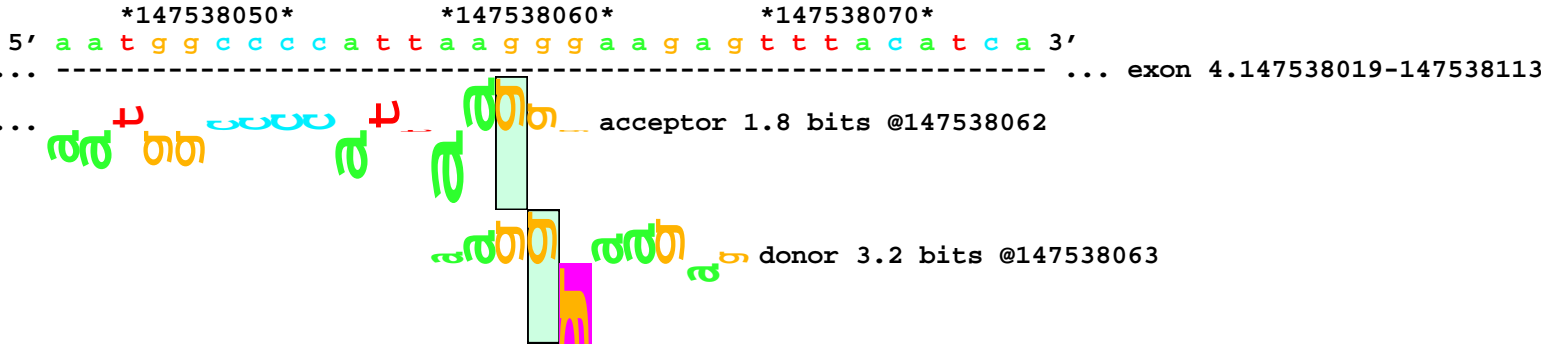 *147538050* *147538060* *147538070*
5′ a a t g g c c c c a t t a a g g g a a g a g t t t a c a t c a 3′
... -------------------------------------------------------------- ... exon 4.147538019-147538113
... a a t g g c c c c a t t a a g g g acceptor 1.8 bits @147538062
a a g g g a a g a g donor 3.2 bits @147538063